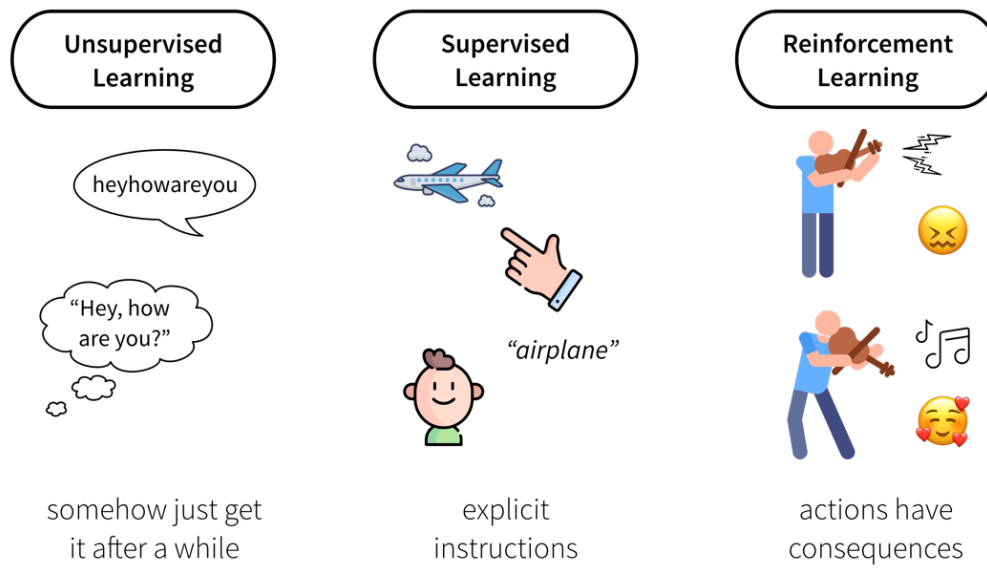 Unsupervised
Learning
heyhowareyou
“Hey, how
are you?”
somehow just get
it after a while
Supervised
Learning
“airplane”
explicit
instructions
Reinforcement
Learning
actions have
consequences